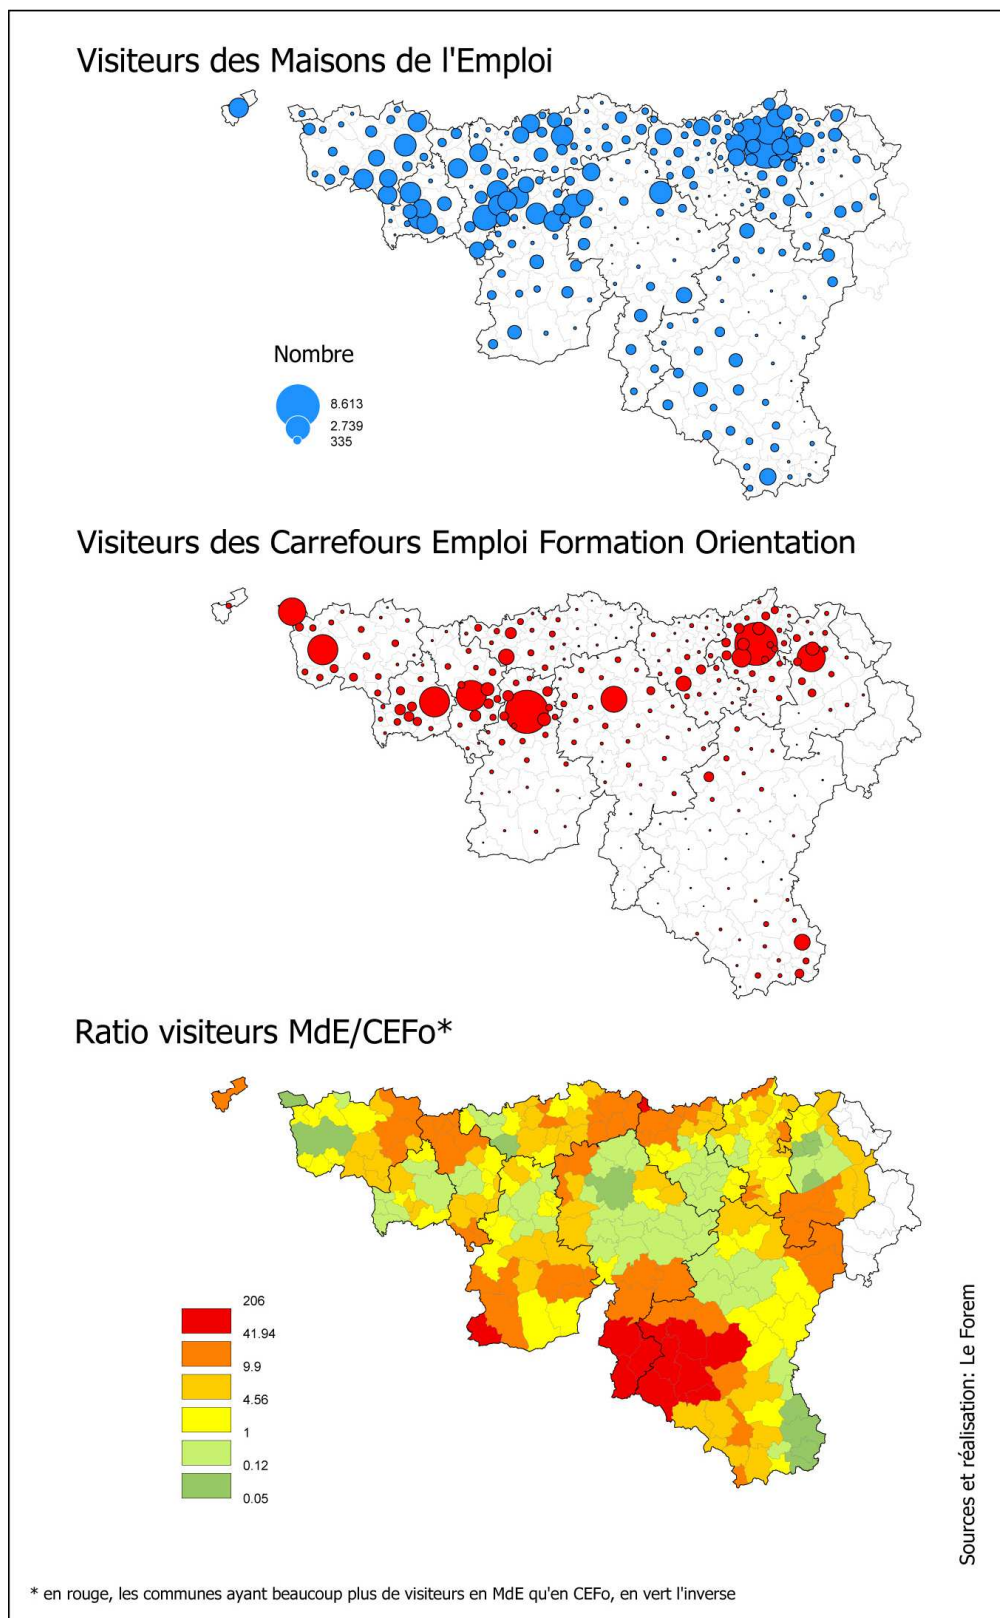 Visiteurs des Maisons de l'Emploi
Nombre
8.613
2.739
335
Visiteurs des Carrefours Emploi Formation Orientation
Ratio visiteurs MdE/CEFo*
206
41.94
9.9
4.56
1
0.12
0.05
Sources et réalisation: Le Forem
* en rouge, les communes ayant beaucoup plus de visiteurs en MdE qu'en CEFo, en vert l'inverse